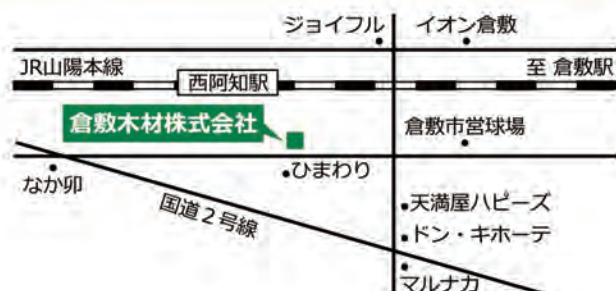 ジョイフル
イオン倉敷
JR山陽本線
西阿知駅
至 倉敷駅
倉敷木材株式会社
倉敷市営球場
ひまわり
なか卯
国道2号線
天満屋ハピーズ
ドン・キホーテ
マルナカ